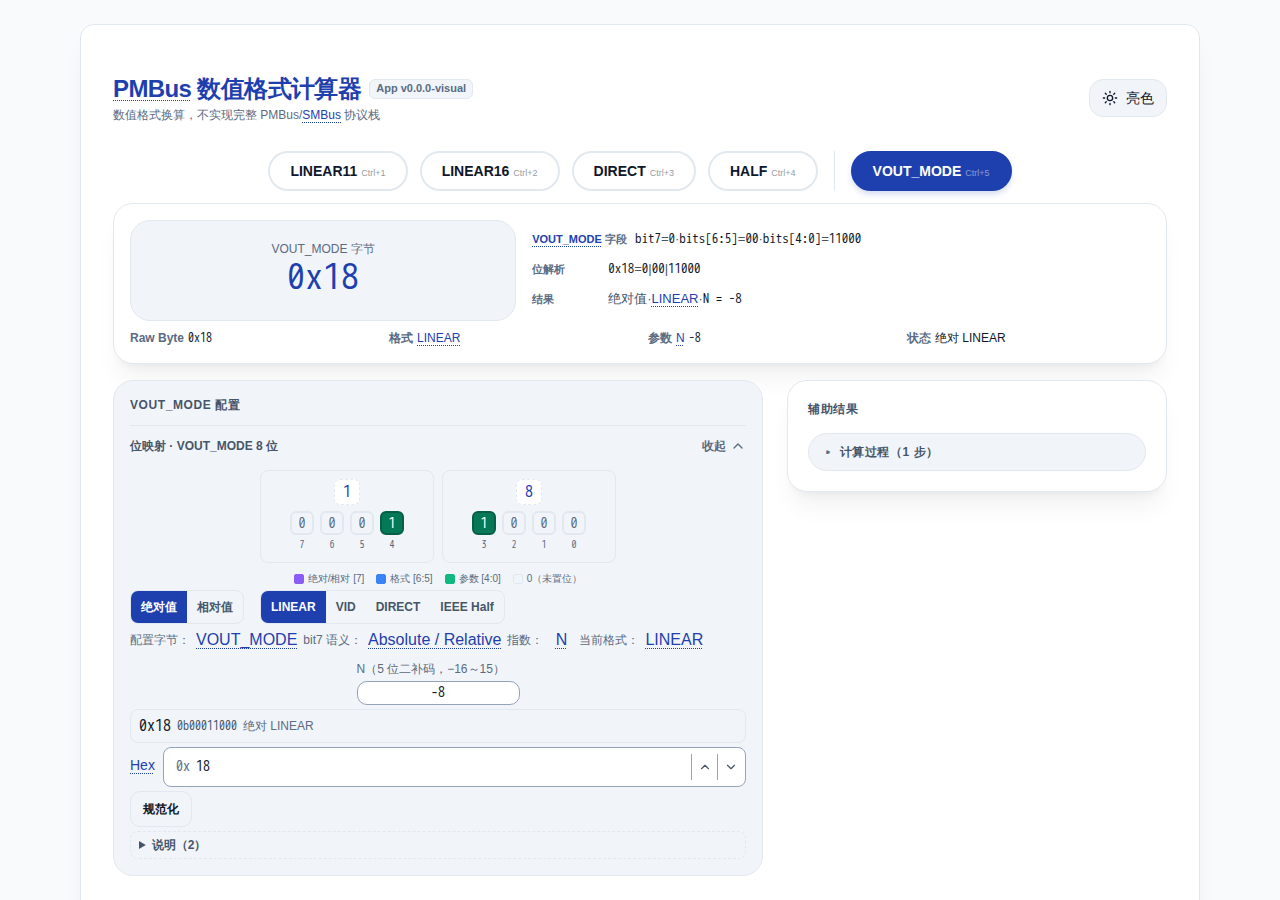 PMBus 数值格式计算器 App v0.0.0-visual
数值格式换算，不实现完整 PMBus/SMBus 协议栈
亮色
LINEAR11 Ctrl+1 LINEAR16 Ctrl+2 DIRECT Ctrl+3 HALF Ctrl+4 VOUT_MODE Ctrl+5
VOUT_MODE 字节
0x18
VOUT_MODE 字段 bit7=0·bits[6:5]=00·bits[4:0]=11000
位解析 0x18=0|00|11000
结果 绝对值·LINEAR·N = -8
Raw Byte 0x18 格式 LINEAR 参数 N -8 状态 绝对 LINEAR
VOUT_MODE 配置
位映射 · VOUT_MODE 8 位 收起
1 8
0 0 0 1 1 0 0 0
7 6 5 4 3 2 1 0
绝对/相对 [7] 格式 [6:5] 参数 [4:0] 0（未置位）
绝对值 相对值 LINEAR VID DIRECT IEEE Half
配置字节： VOUT_MODE bit7 语义： Absolute / Relative 指数： N 当前格式： LINEAR
N（5 位二补码，−16～15）
-8
0x18 0b00011000 绝对 LINEAR
Hex 0x 18
规范化
说明（2）
辅助结果
计算过程（1 步）